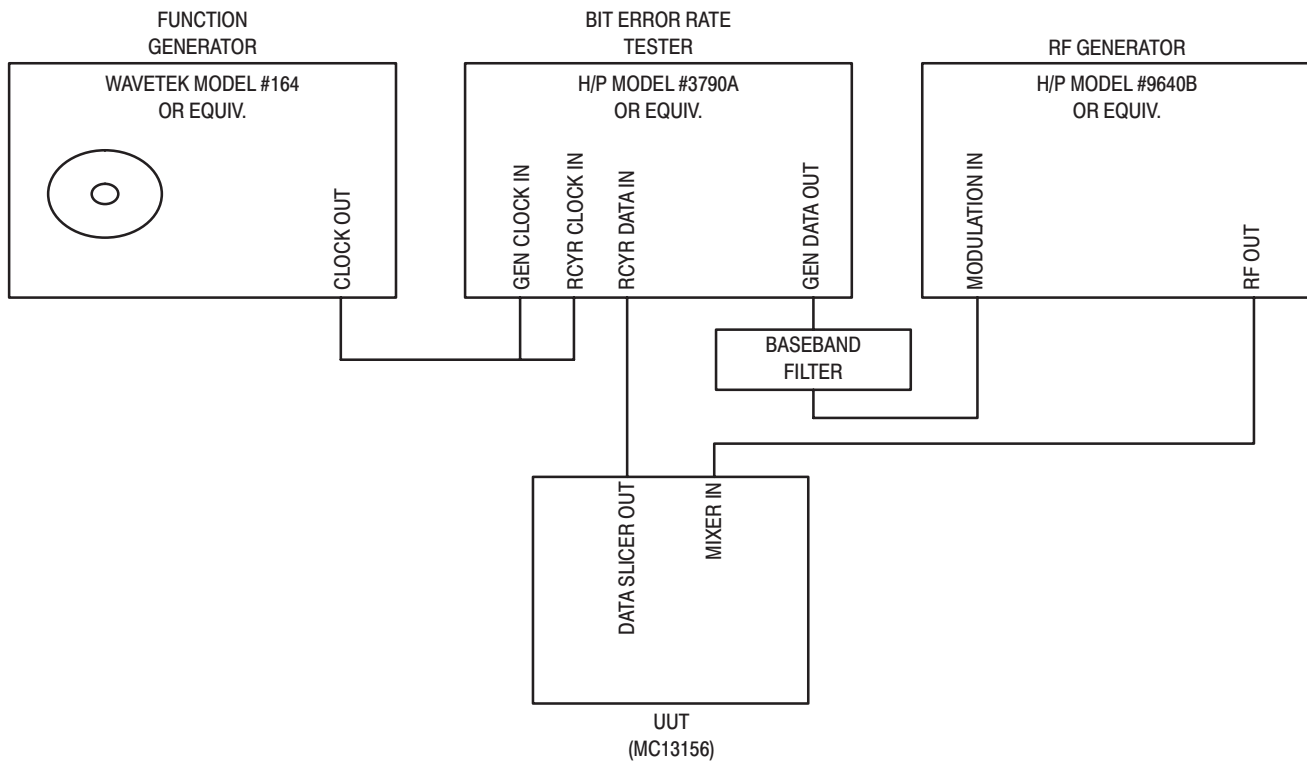 FUNCTION
GENERATOR
WAVETEK MODEL #164
OR EQUIV.
CLOCK OUT
BIT ERROR RATE
TESTER
H/P MODEL #3790A
OR EQUIV.
GEN CLOCK IN
RCYR CLOCK IN
RCYR DATA IN
GEN DATA OUT
RF GENERATOR
H/P MODEL #9640B
OR EQUIV.
MODULATION IN
RF OUT
BASEBAND
FILTER
DATA SLICER OUT
MIXER IN
UUT
(MC13156)